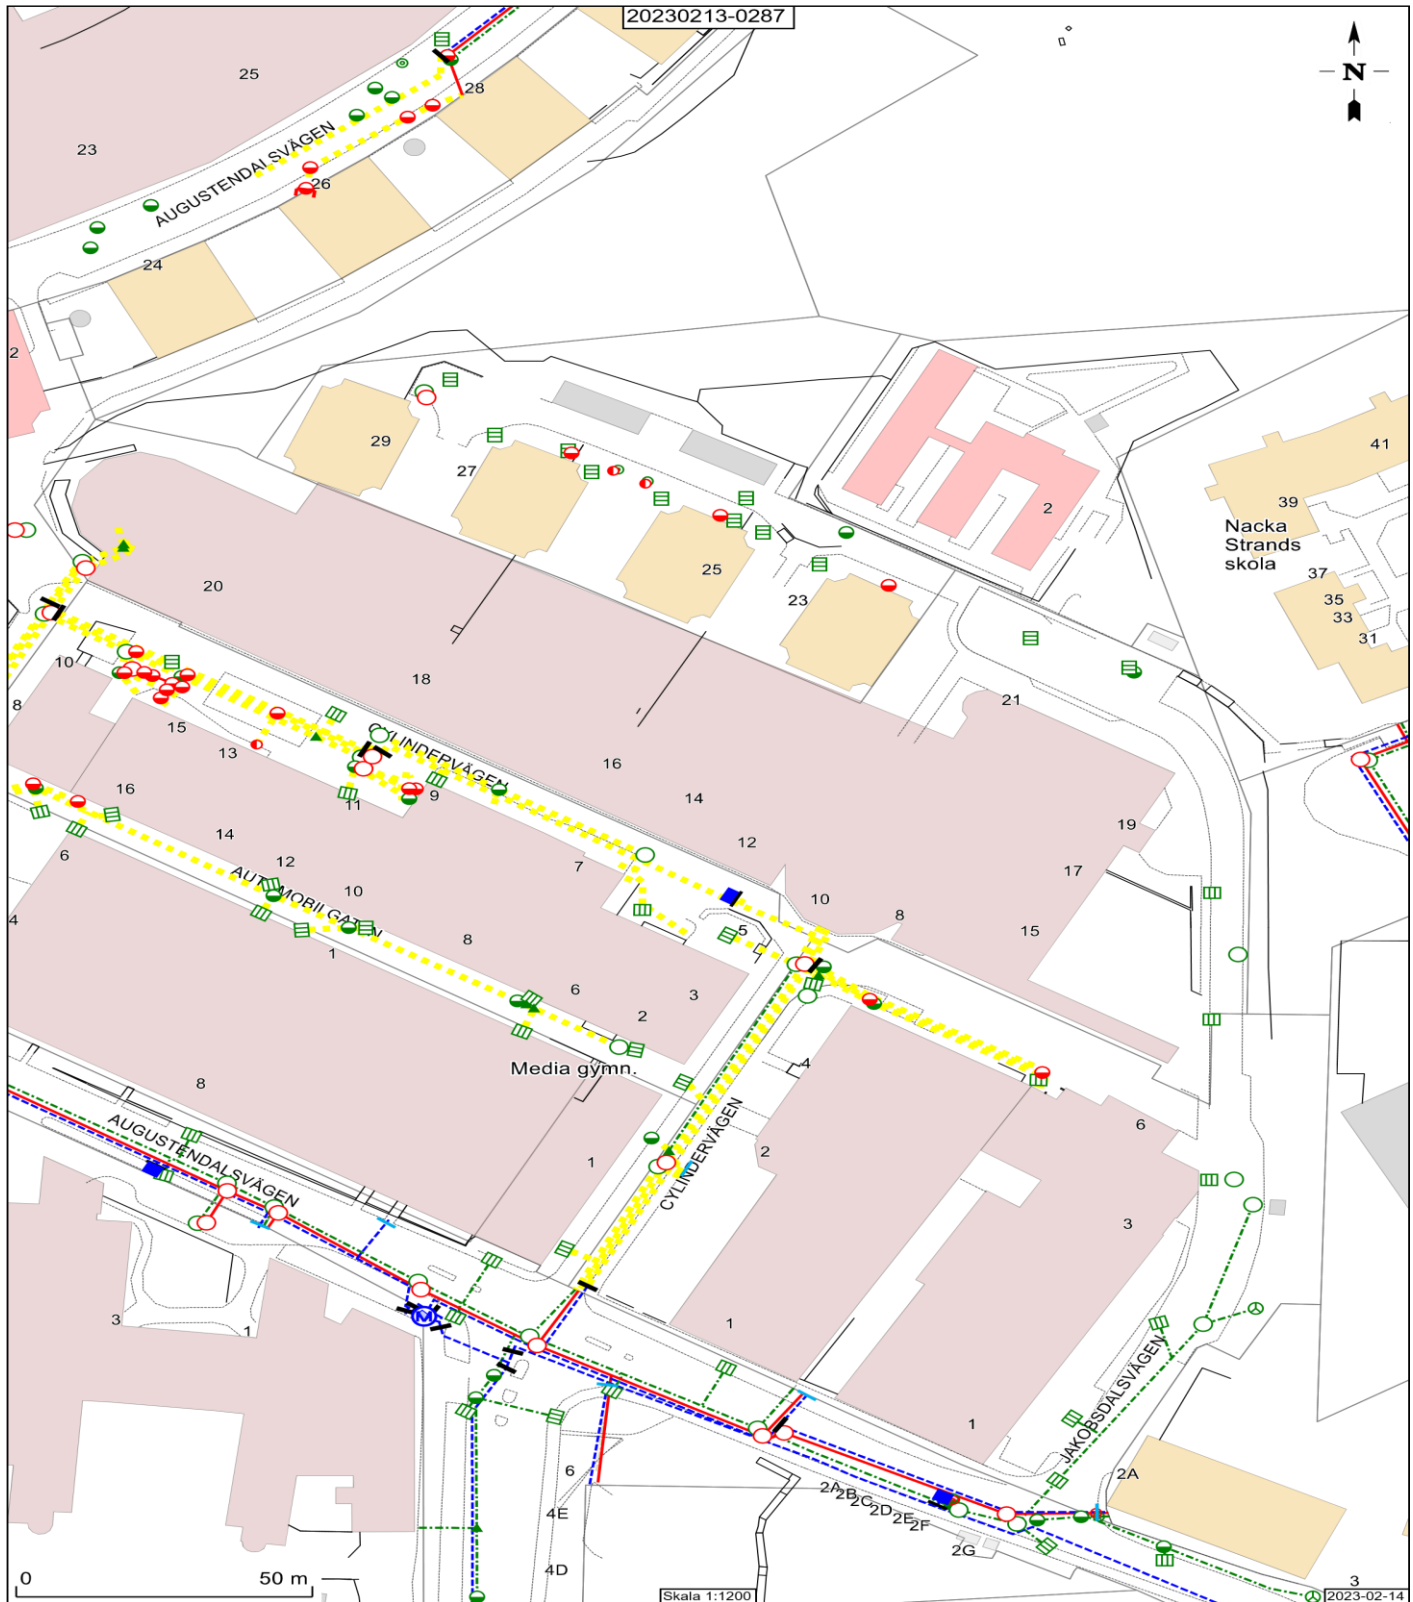 20230213-0287
N
25
28
23
AUGUSTENDALSVÄGEN
26
24
2
29
41
27
39
2
Nacka
Strands
skola
25
37
20
23
35
33
31
10
18
21
8
15
13
CYLINDERVÄGEN
16
16
14
11
9
19
14
12
6
12
7
17
AUTOMOBILGATAN
10
10
4
8
5
8
1
15
6
3
2
Media gymn.
4
8
AUGUSTENDALSVÄGEN
6
2
1
CYLINDERVÄGEN
3
3
1
M
1
JAKOBSDALSVÄGEN
1
6
2A
2A
2B
2C
2D
2E
2F
4E
2G
4D
3
0
50 m
Skala 1:1200
2023-02-14